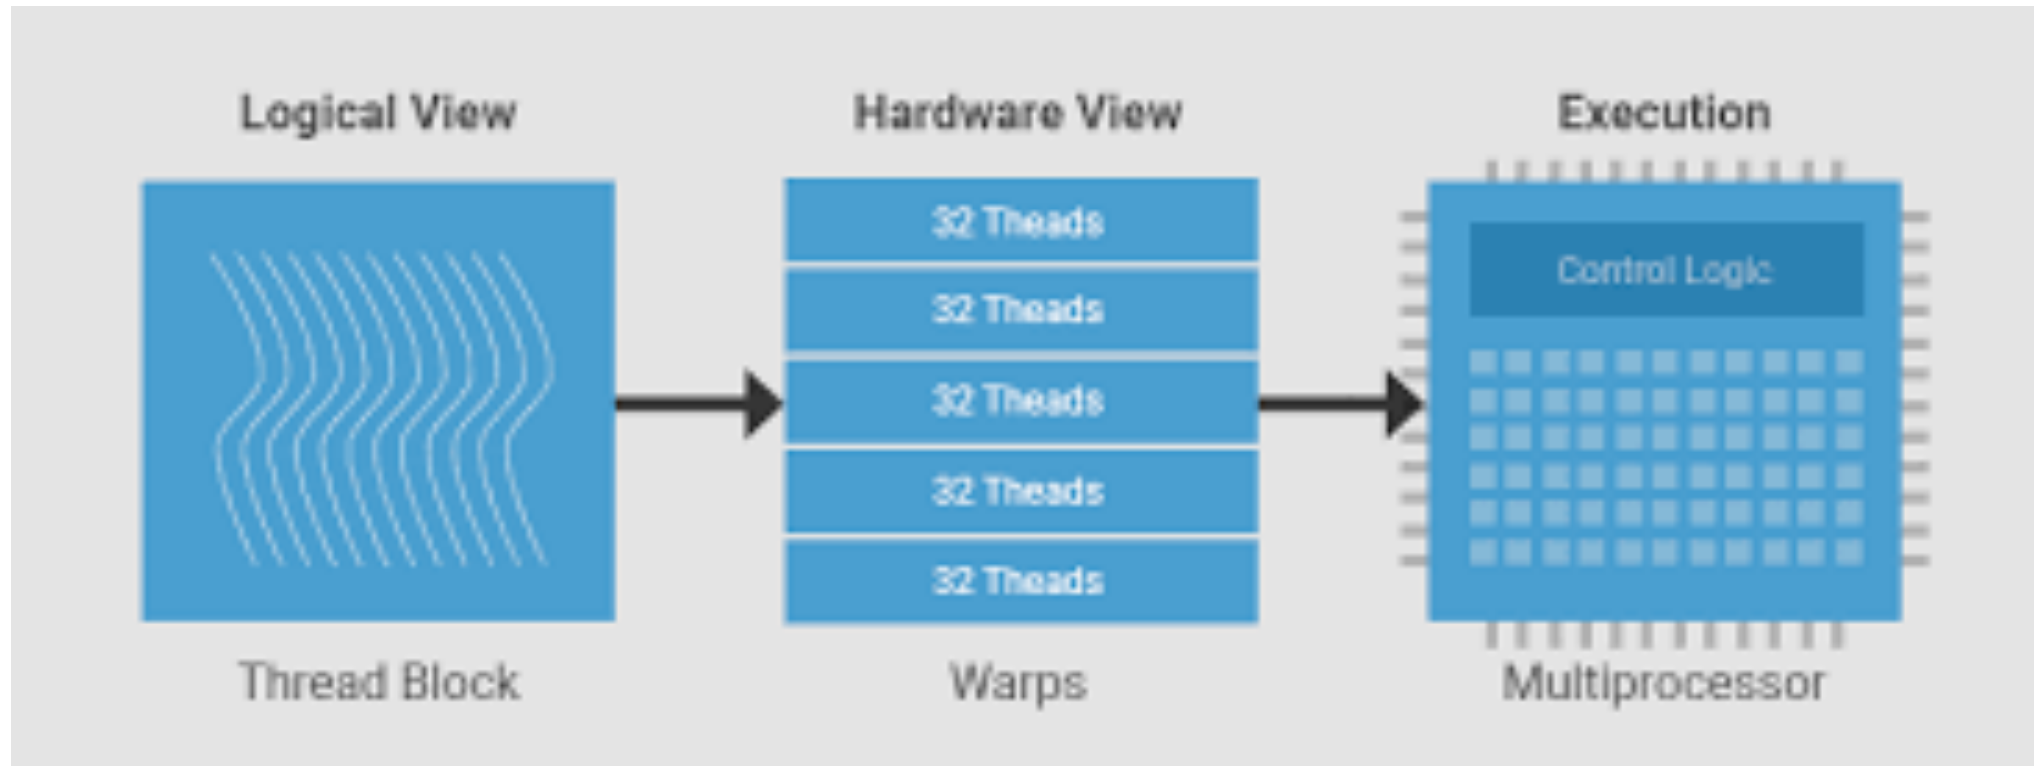 Logical View
Hardware View
Execution
32 Theads
32 Theads
32 Theads
32 Theads
32 Theads
Control Logic
Thread Block
Warps
Multiprocessor